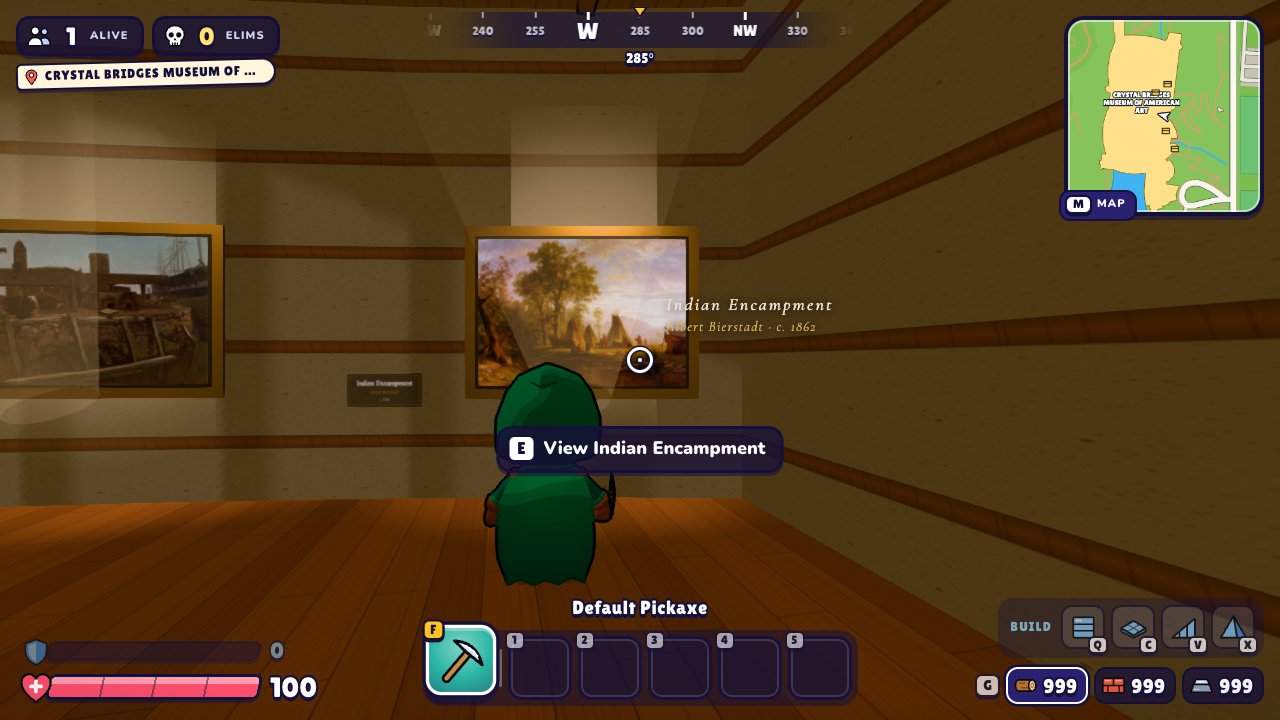 1 ALIVE
0 ELIMS
CRYSTAL BRIDGES MUSEUM OF ...
W 240 255 W 285 300 NW 330 34
285°
CRYSTAL BRIDGES
MUSEUM OF AMERICAN
ART
M MAP
Indian Encampment
Albert Bierstadt · c. 1862
Indian Encampment
E View Indian Encampment
Default Pickaxe
F 1 2 3 4 5
0
100
BUILD Q C V X
G 999 999 999